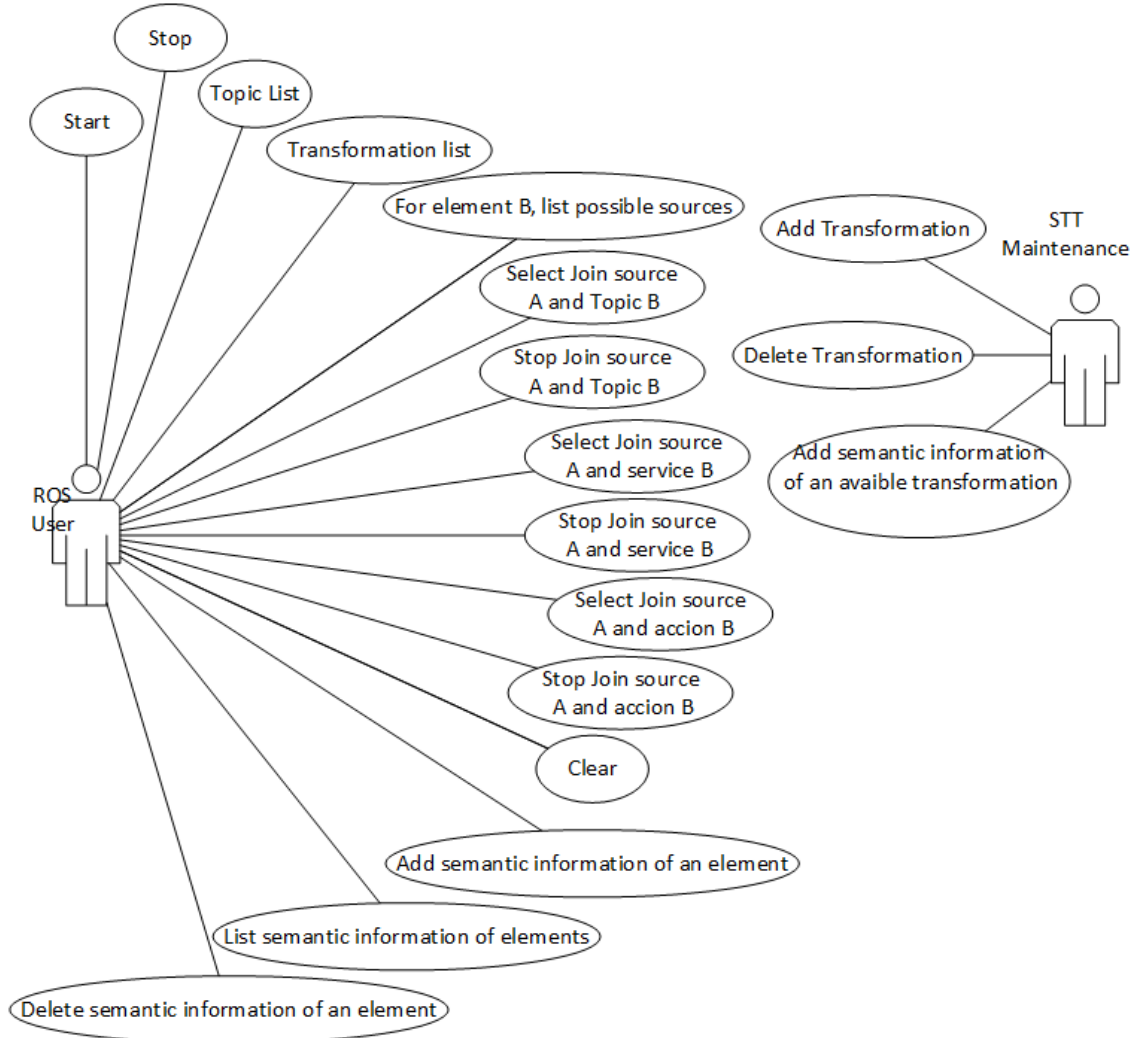 Stop
Topic List
Start
Transformation list
For element B, list possible sources
Add Transformation
STT
Maintenance
Select Join source
A and Topic B
Stop Join source
A and Topic B
Delete Transformation
Select Join source
A and service B
Add semantic information
of an avaible transformation
ROS
User
Stop Join source
A and service B
Select Join source
A and accion B
Stop Join source
A and accion B
Clear
Add semantic information of an element
List semantic information of elements
Delete semantic information of an element